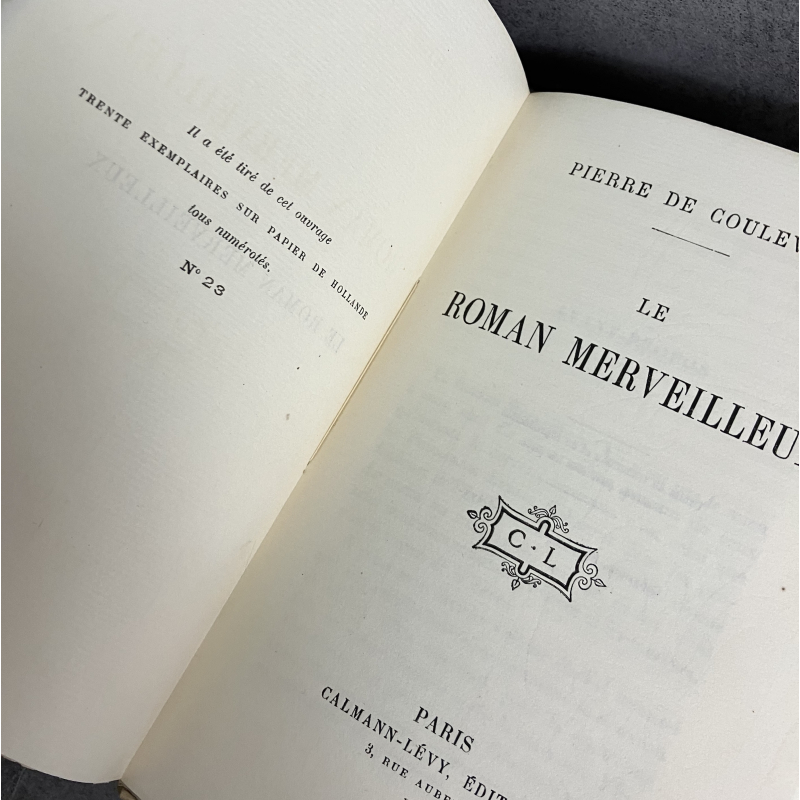 Il a été tiré de cet ouvrage
TRENTE EXEMPLAIRES SUR PAPIER DE HOLLANDE
tous numérotés.
N° 23
PIERRE DE COULEV
LE
ROMAN MERVEILLEU
C · L
PARIS
CALMANN-LÉVY, ÉDIT
3, RUE AUBE